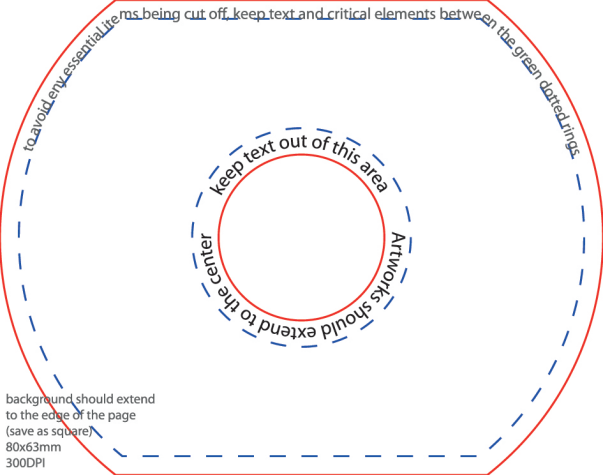 to avoid eny essential items being cut off, keep text and critical elements between the green dotted rings
keep text out of this area
Artworks should extend to the center
background should extend
to the edge of the page
(save as square)
80x63mm
300DPI